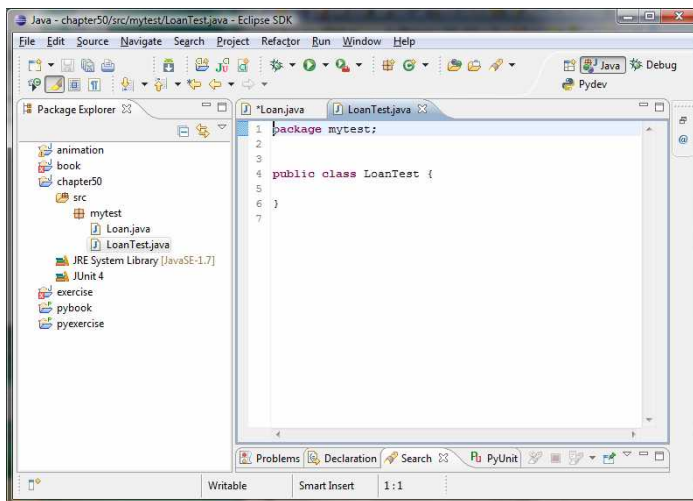 Java - chapter50/src/mytest/LoanTest.java - Eclipse SDK
File Edit Source Navigate Search Project Refactor Run Window Help
Java Debug
Pydev
Package Explorer
*Loan.java LoanTest.java
animation
book
chapter50
src
mytest
Loan.java
LoanTest.java
JRE System Library [JavaSE-1.7]
JUnit 4
exercise
pybook
pyexercise
1 package mytest;
2
3
4 public class LoanTest {
5
6 }
7
Problems Declaration Search PyUnit
Writable Smart Insert 1:1